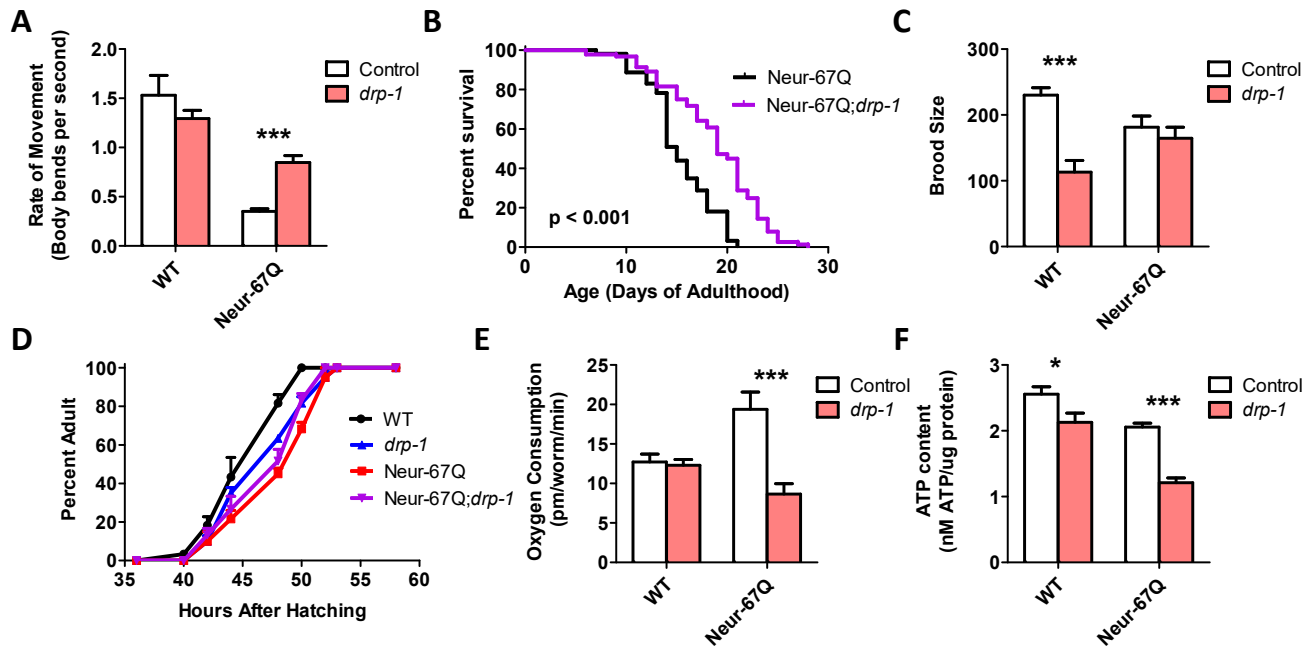 A
Rate of Movement
(Body bends per second)
2.0
1.5
1.0
0.5
0.0
***
WT
Neur-67Q
Control
drp-1
B
Percent survival
100
80
60
40
20
0
p < 0.001
0
10
20
30
Age (Days of Adulthood)
Neur-67Q
Neur-67Q;drp-1
C
Brood Size
300
200
100
0
***
WT
Neur-67Q
Control
drp-1
D
Percent Adult
100
80
60
40
20
0
35
40
45
50
55
60
Hours After Hatching
WT
drp-1
Neur-67Q
Neur-67Q;drp-1
E
Oxygen Consumption
(pm/worm/min)
25
20
15
10
5
0
***
WT
Neur-67Q
Control
drp-1
F
ATP content
(nM ATP/ug protein)
3
2
1
0
*
***
WT
Neur-67Q
Control
drp-1